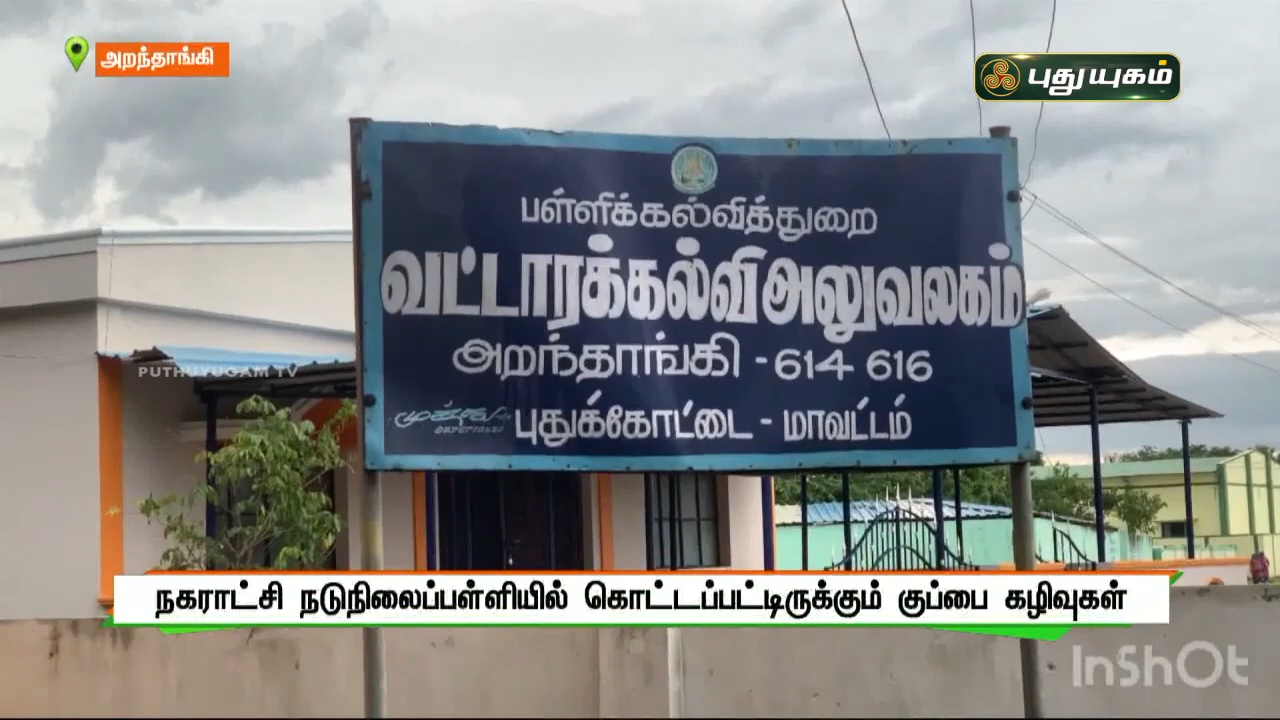 அறந்தாங்கி
புதுயுகம்
பள்ளிக்கல்வித்துறை
வட்டாரக்கல்வி அலுவலகம்
அறந்தாங்கி - 614 616
புதுக்கோட்டை - மாவட்டம்
PUTHUYUGAM TV
நகராட்சி நடுநிலைப்பள்ளியில் கொட்டப்பட்டிருக்கும் குப்பை கழிவுகள்
InShOt